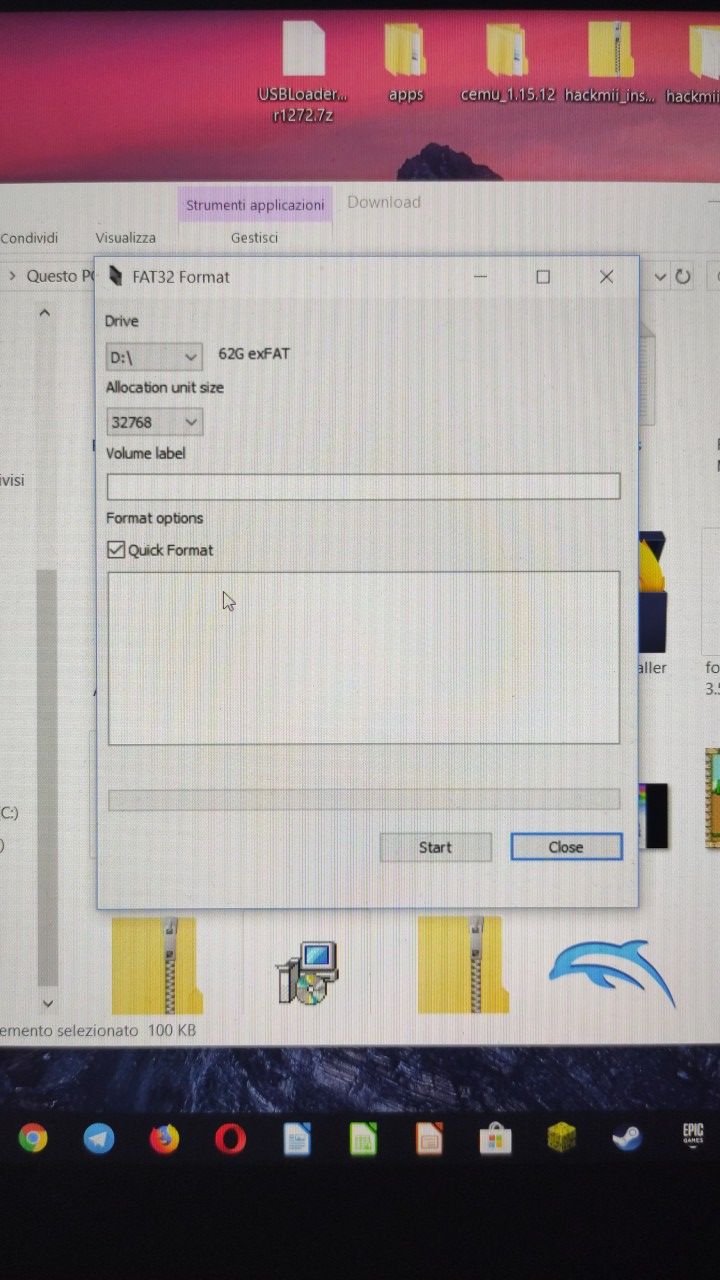 USBLoader...
r1272.7z
apps
cemu_1.15.12
hackmii_ins...
hackmii
Strumenti applicazioni
Download
Condividi
Visualizza
Gestisci
Questo PC
FAT32 Format
Drive
D:\
62G exFAT
Allocation unit size
32768
Volume label
ivisi
Format options
Quick Format
aller
fo
3.5
C:)
)
Start
Close
emento selezionato 100 KB
EPIC
GAMES